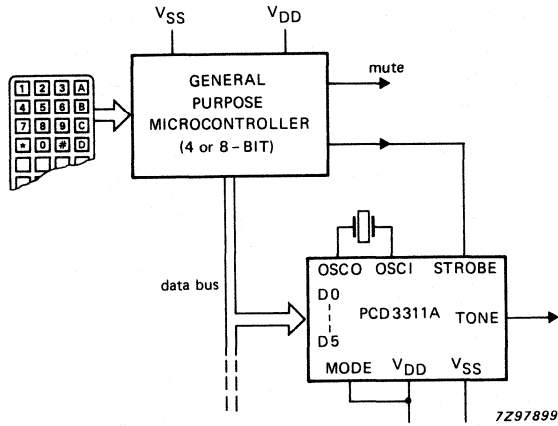 VSS
VDD
mute
1 2 3 A
4 5 6 B
7 8 9 C
* 0 # D
GENERAL
PURPOSE
MICROCONTROLLER
(4 or 8-BIT)
data bus
OSCO OSCI STROBE
D0
PCD3311A
TONE
D5
MODE VDD VSS
7Z97899